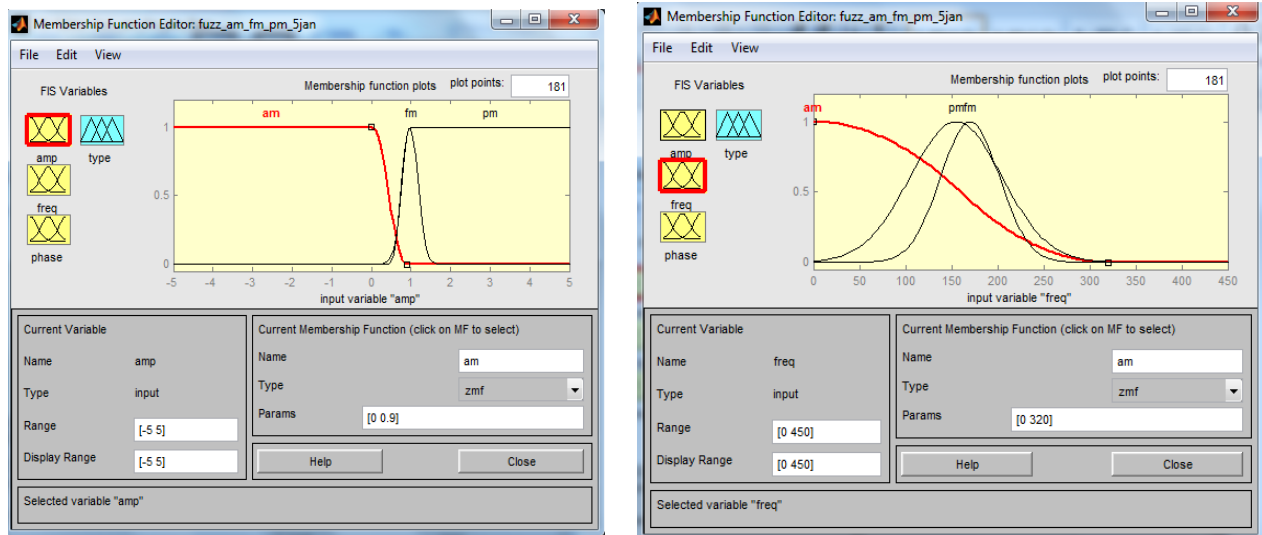 Membership Function Editor: fuzz_am_fm_pm_5jan
File Edit View
FIS Variables
Membership function plots plot points: 181
am fm pm
1
amp type
0.5
freq
phase
0
-5 -4 -3 -2 -1 0 1 2 3 4 5
input variable "amp"
Current Variable
Name amp
Type input
Range [-5 5]
Display Range [-5 5]
Current Membership Function (click on MF to select)
Name am
Type zmf
Params [0 0.9]
Help Close
Selected variable "amp"
Membership Function Editor: fuzz_am_fm_pm_5jan
File Edit View
FIS Variables
Membership function plots plot points: 181
am pmfm
1
amp type
0.5
freq
phase
0
0 50 100 150 200 250 300 350 400 450
input variable "freq"
Current Variable
Name freq
Type input
Range [0 450]
Display Range [0 450]
Current Membership Function (click on MF to select)
Name am
Type zmf
Params [0 320]
Help Close
Selected variable "freq"